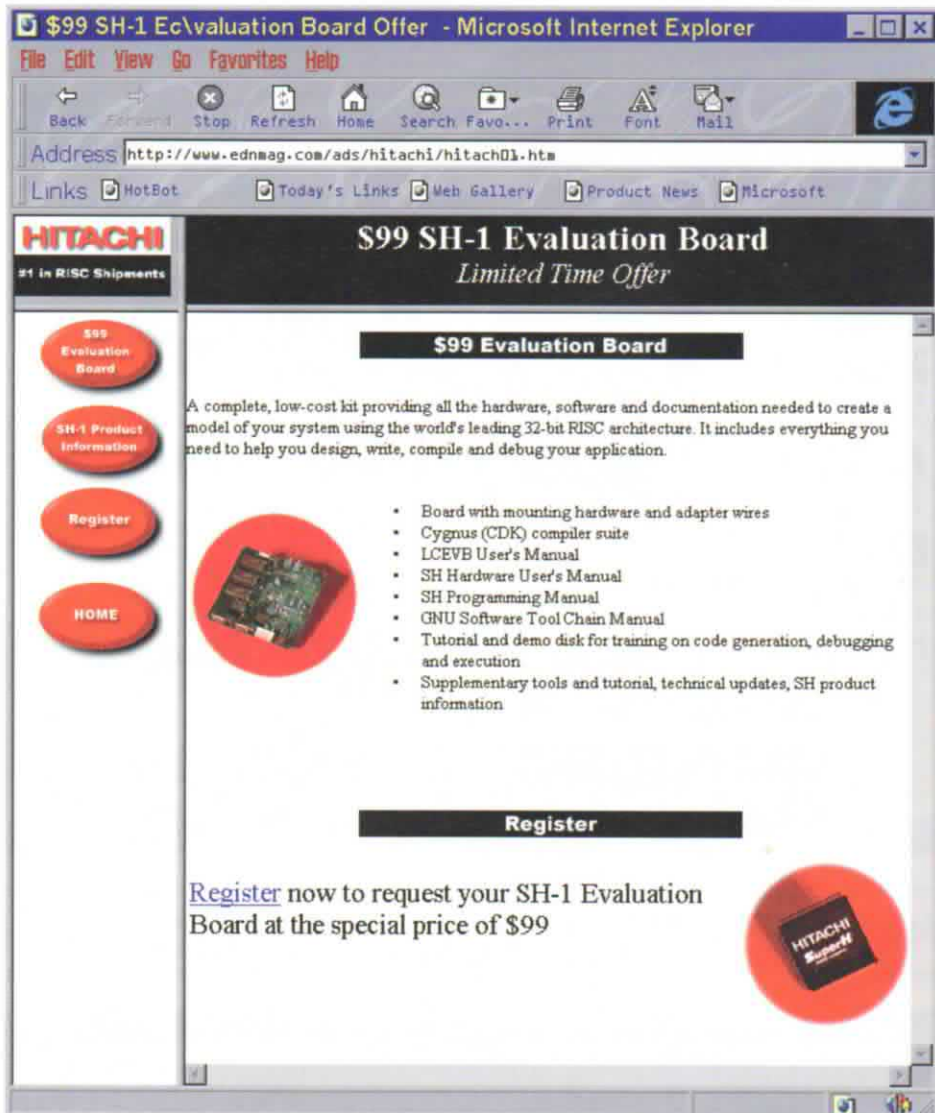 $99 SH-1 Ec\valuation Board Offer - Microsoft Internet Explorer
File Edit View Go Favorites Help
Back Forward Stop Refresh Home Search Favo... Print Font Mail
Address http://www.ednmag.com/ads/hitachi/hitach01.htm
Links HotBot Today's Links Web Gallery Product News Microsoft
HITACHI
#1 in RISC Shipments
$99 SH-1 Evaluation Board
Limited Time Offer
$99
Evaluation
Board
SH-1 Product
Information
Register
HOME
$99 Evaluation Board
A complete, low-cost kit providing all the hardware, software and documentation needed to create a
model of your system using the world's leading 32-bit RISC architecture. It includes everything you
need to help you design, write, compile and debug your application.
• Board with mounting hardware and adapter wires
• Cygnus (CDK) compiler suite
• LCEVB User's Manual
• SH Hardware User's Manual
• SH Programming Manual
• GNU Software Tool Chain Manual
• Tutorial and demo disk for training on code generation, debugging
and execution
• Supplementary tools and tutorial, technical updates, SH product
information
Register
Register now to request your SH-1 Evaluation
Board at the special price of $99
HITACHI
SuperH